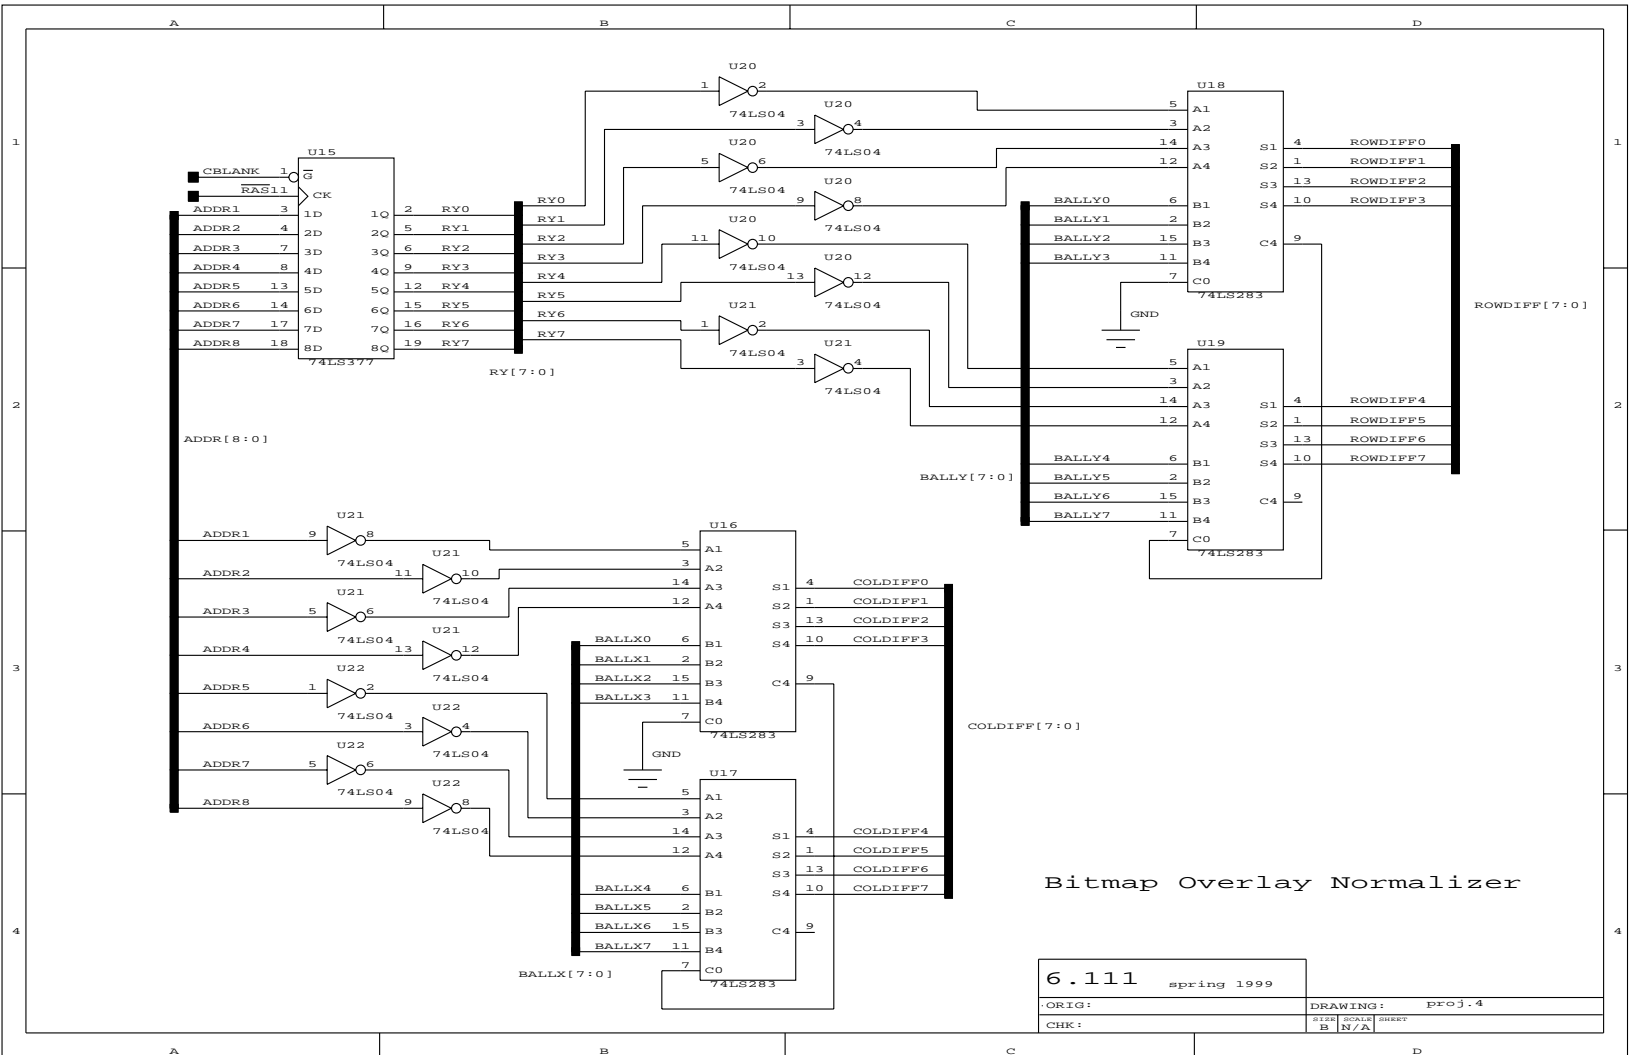 A B C D
1 1
2 2
3 3
4 4
A B C D
U15
CBLANK 1 G
RAS 11 CK
ADDR1 3 1D 1Q 2 RY0
ADDR2 4 2D 2Q 5 RY1
ADDR3 7 3D 3Q 6 RY2
ADDR4 8 4D 4Q 9 RY3
ADDR5 13 5D 5Q 12 RY4
ADDR6 14 6D 6Q 15 RY5
ADDR7 17 7D 7Q 16 RY6
ADDR8 18 8D 8Q 19 RY7
74LS377
RY[7:0]
ADDR[8:0]
RY0
RY1
RY2
RY3
RY4
RY5
RY6
RY7
U20
1 2
74LS04
U20
3 4
74LS04
U20
5 6
74LS04
U20
9 8
74LS04
U20
11 10
74LS04
U20
13 12
74LS04
U21
1 2
74LS04
U21
3 4
74LS04
U18
5 A1
3 A2
14 A3 S1 4 ROWDIFF0
12 A4 S2 1 ROWDIFF1
S3 13 ROWDIFF2
BALLY0 6 B1 S4 10 ROWDIFF3
BALLY1 2 B2
BALLY2 15 B3 C4 9
BALLY3 11 B4
7 C0
74LS283
GND
ROWDIFF[7:0]
U19
5 A1
3 A2
14 A3 S1 4 ROWDIFF4
12 A4 S2 1 ROWDIFF5
S3 13 ROWDIFF6
BALLY4 6 B1 S4 10 ROWDIFF7
BALLY5 2 B2
BALLY6 15 B3 C4 9
BALLY7 11 B4
7 C0
74LS283
BALLY[7:0]
U21
ADDR1 9 8
74LS04
U21
ADDR2 11 10
74LS04
U21
ADDR3 5 6
74LS04
U21
ADDR4 13 12
74LS04
U22
ADDR5 1 2
74LS04
U22
ADDR6 3 4
74LS04
U22
ADDR7 5 6
74LS04
U22
ADDR8 9 8
74LS04
U16
5 A1
3 A2
14 A3 S1 4 COLDIFF0
12 A4 S2 1 COLDIFF1
S3 13 COLDIFF2
BALLX0 6 B1 S4 10 COLDIFF3
BALLX1 2 B2
BALLX2 15 B3 C4 9
BALLX3 11 B4
7 C0
74LS283
GND
COLDIFF[7:0]
U17
5 A1
3 A2
14 A3 S1 4 COLDIFF4
12 A4 S2 1 COLDIFF5
S3 13 COLDIFF6
BALLX4 6 B1 S4 10 COLDIFF7
BALLX5 2 B2
BALLX6 15 B3 C4 9
BALLX7 11 B4
7 C0
74LS283
BALLX[7:0]
Bitmap Overlay Normalizer
6.111 spring 1999
ORIG: DRAWING: proj.4
CHK: SIZE B SCALE N/A SHEET